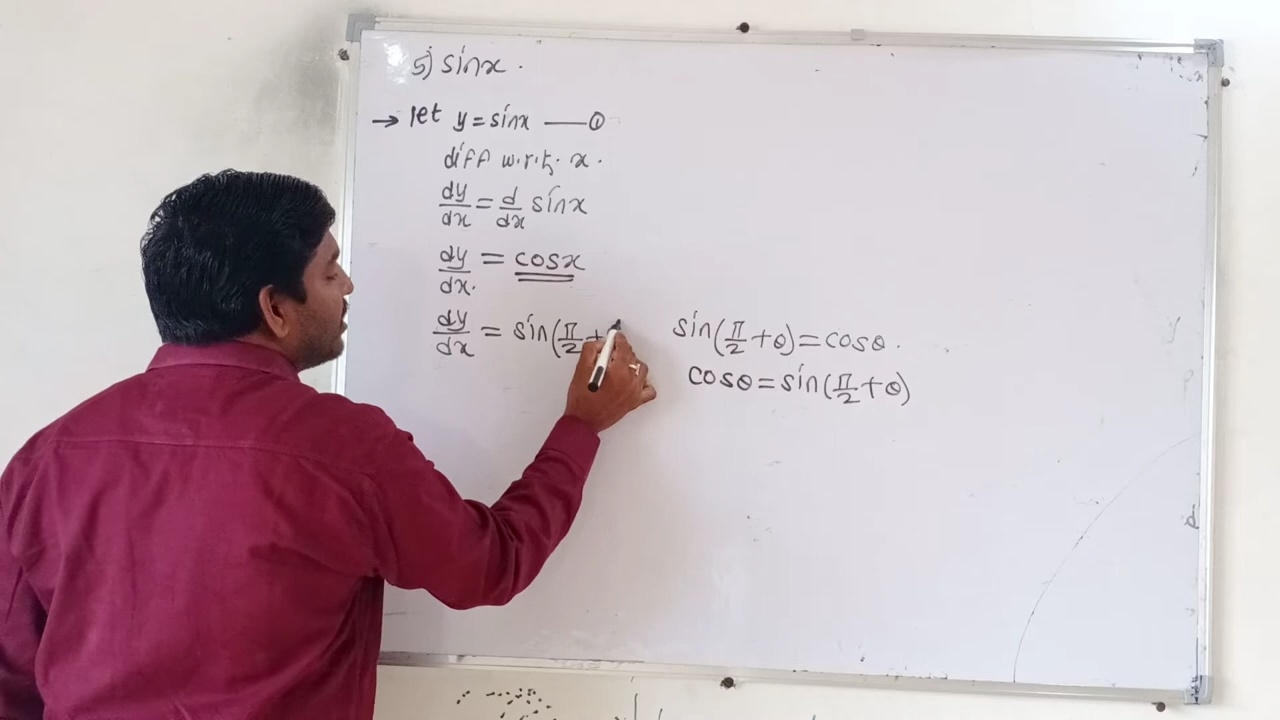 5) sinx.
→ let y = sinx —— ①
diff w.r.t. x.
dy/dx = d/dx sinx
dy/dx = cosx
dy/dx = sin(π/2 +
sin(π/2 + θ) = cosθ.
cosθ = sin(π/2 + θ)